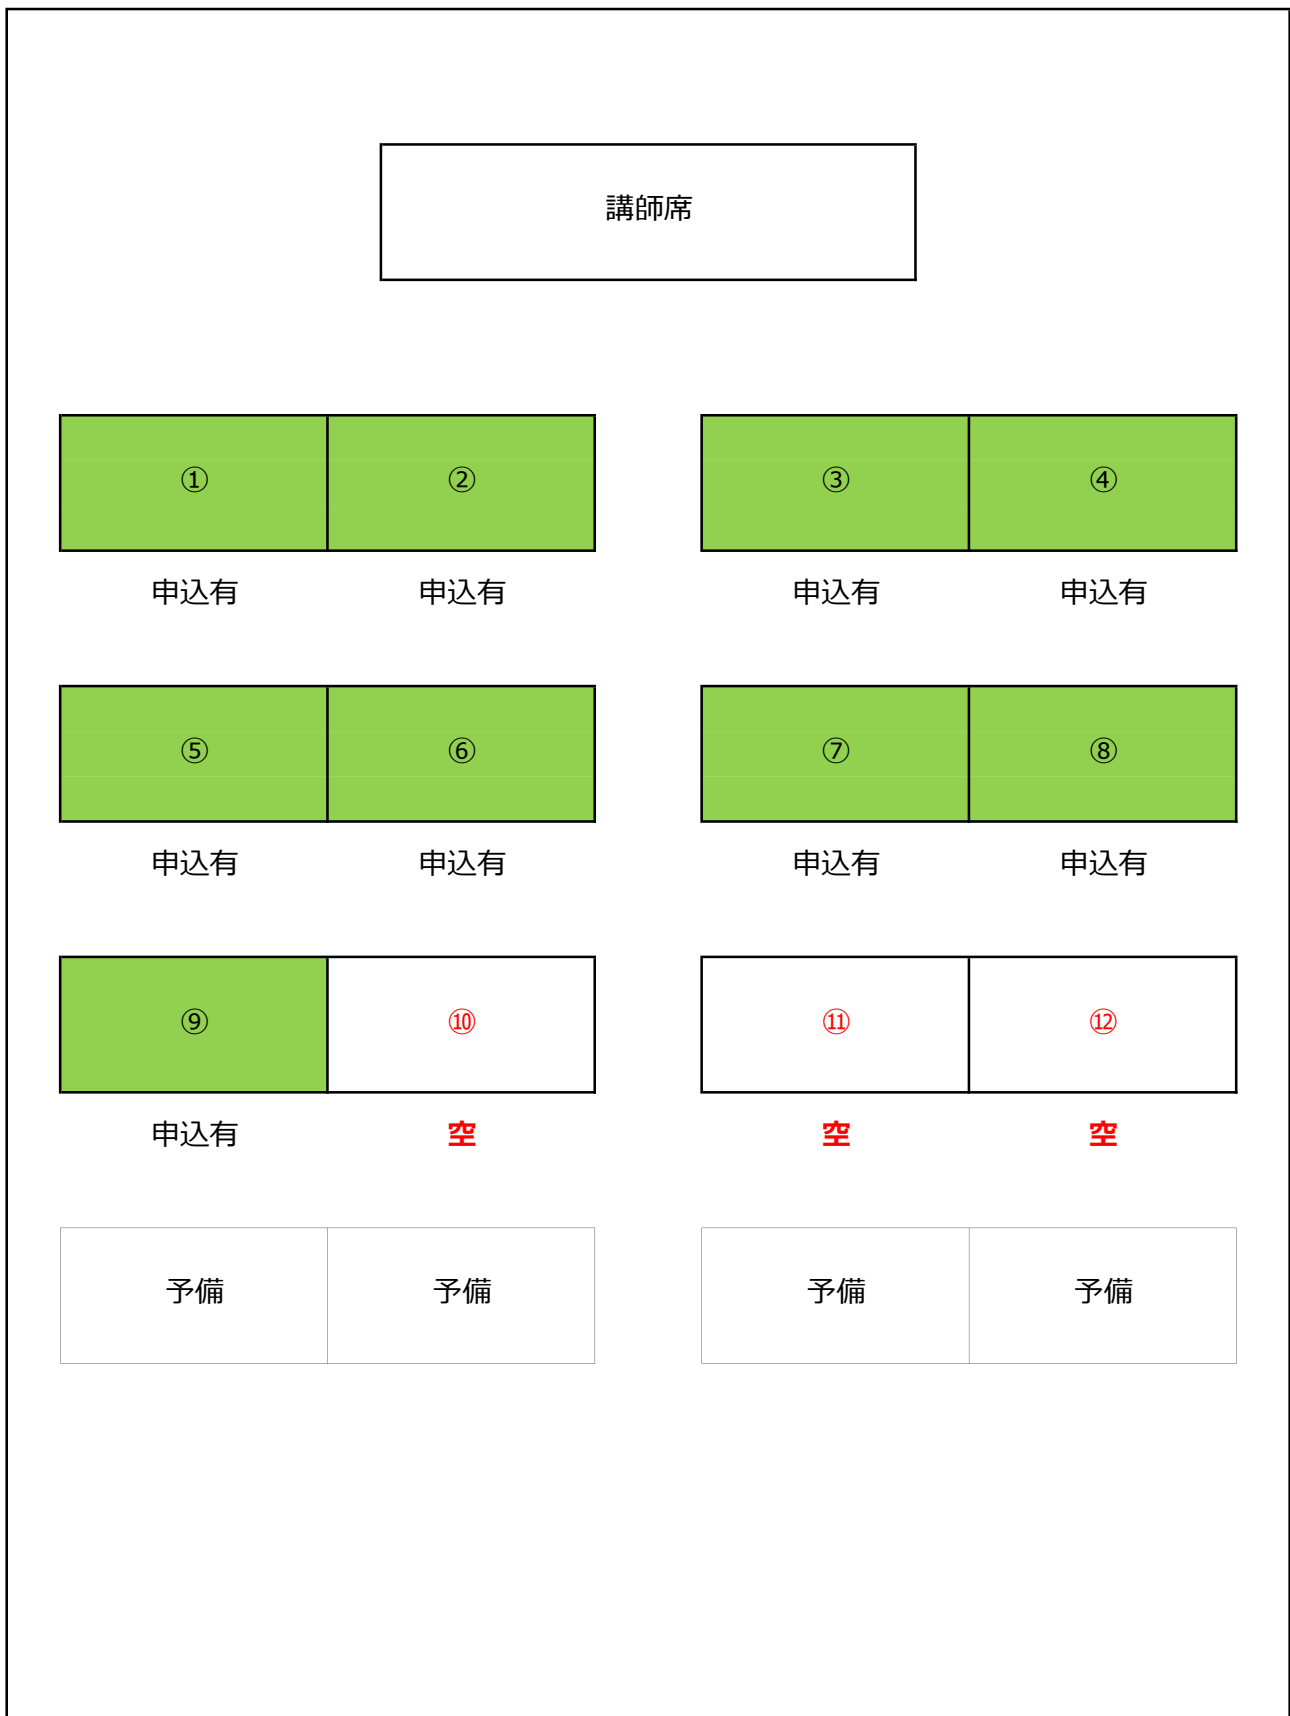 講師席
① ② ③ ④
申込有 申込有 申込有 申込有
⑤ ⑥ ⑦ ⑧
申込有 申込有 申込有 申込有
⑨ ⑩ ⑪ ⑫
申込有 空 空 空
予備 予備 予備 予備